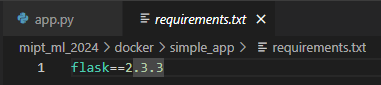 app.py requirements.txt ×
mipt_ml_2024 > docker > simple_app > requirements.txt
1 flask==2.3.3